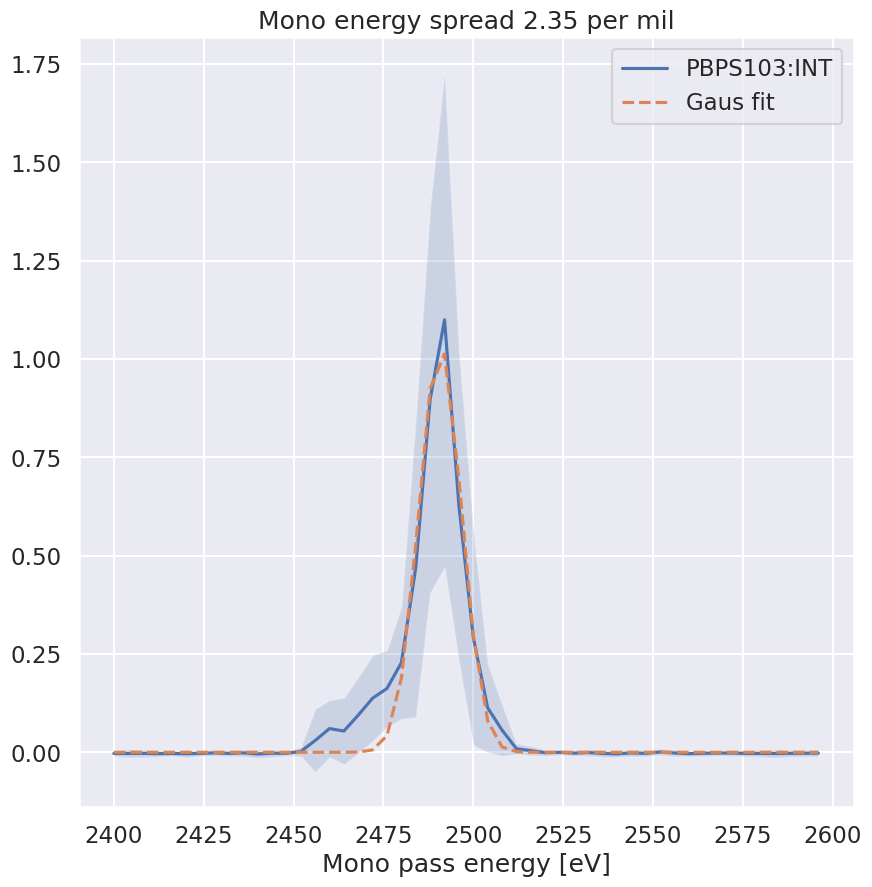 Mono energy spread 2.35 per mil
PBPS103:INT
Gaus fit
1.75
1.50
1.25
1.00
0.75
0.50
0.25
0.00
2400 2425 2450 2475 2500 2525 2550 2575 2600
Mono pass energy [eV]